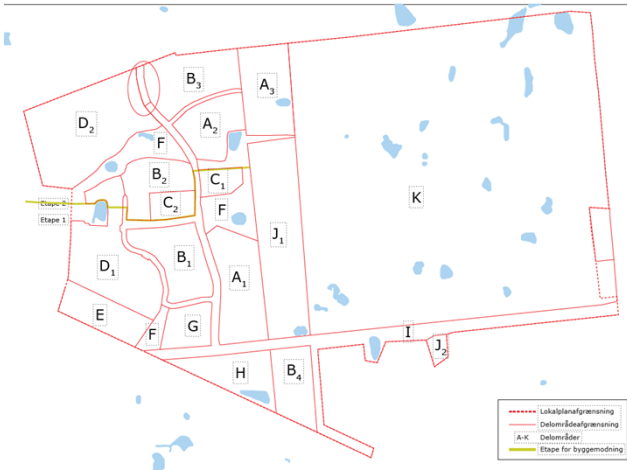 B3
A3
D2
A2
F
B2
C1
K
Etape 2
C2
F
Etape 1
J1
B1
D1
A1
E
G
F
I
J2
H
B4
Lokalplanafgrænsning
Delområdeafgrænsning
A-K Delområder
Etape for byggemodning